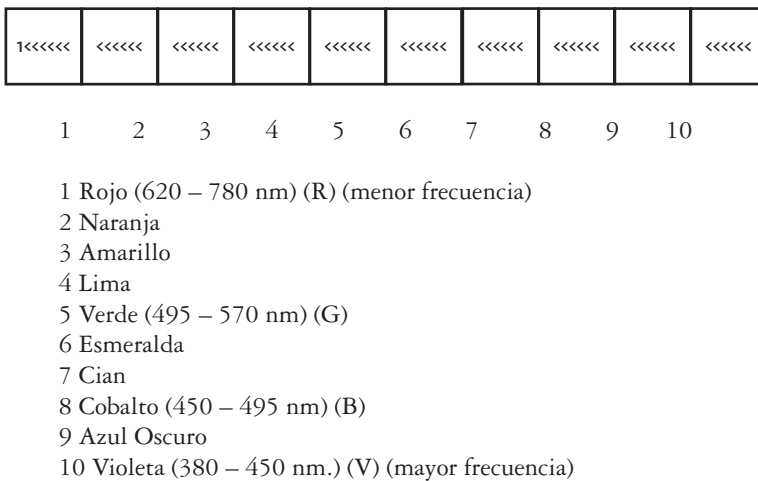 1<<<<<< <<<<<< <<<<<< <<<<<< <<<<<< <<<<<< <<<<<< <<<<<< <<<<<< <<<<<<
1 2 3 4 5 6 7 8 9 10
1 Rojo (620 – 780 nm) (R) (menor frecuencia)
2 Naranja
3 Amarillo
4 Lima
5 Verde (495 – 570 nm) (G)
6 Esmeralda
7 Cian
8 Cobalto (450 – 495 nm) (B)
9 Azul Oscuro
10 Violeta (380 – 450 nm.) (V) (mayor frecuencia)